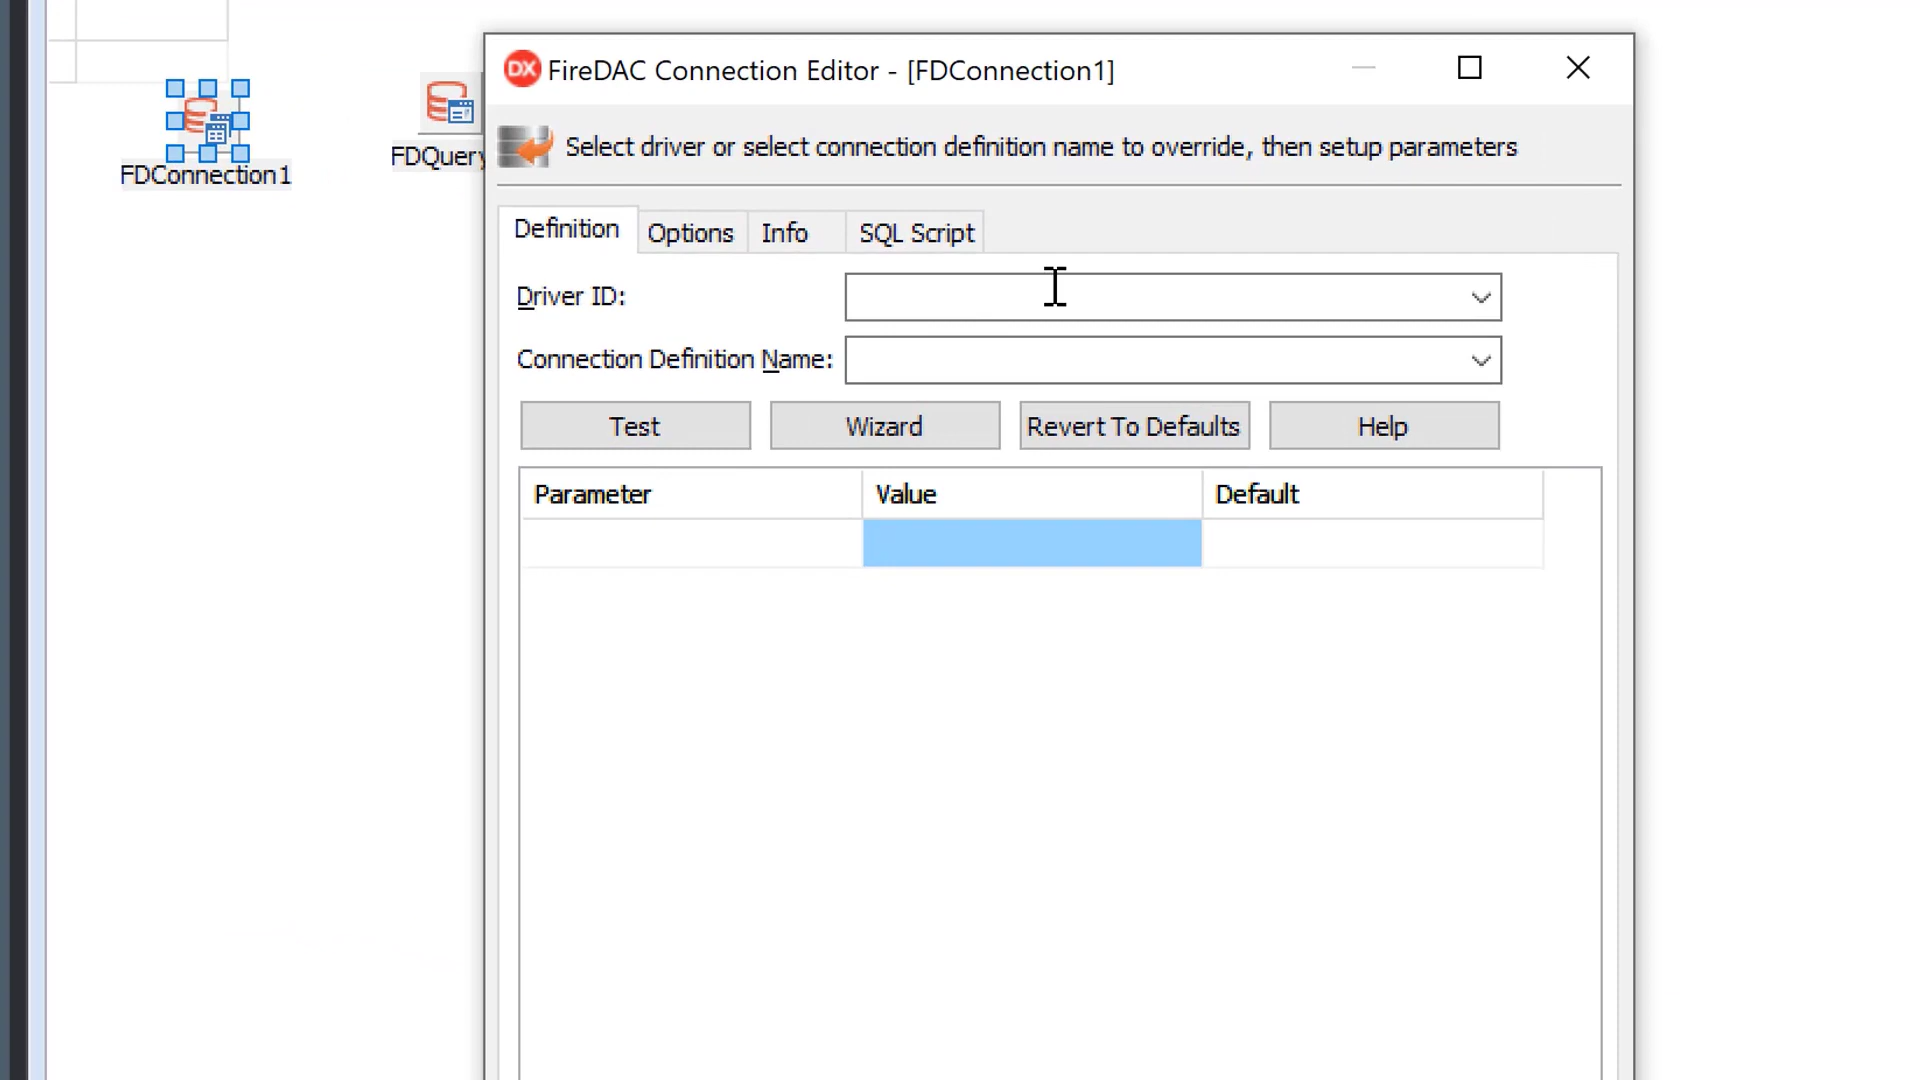 FDConnection1
FDQuery
DX FireDAC Connection Editor - [FDConnection1]
Select driver or select connection definition name to override, then setup parameters
Definition Options Info SQL Script
Driver ID:
Connection Definition Name:
Test Wizard Revert To Defaults Help
Parameter Value Default